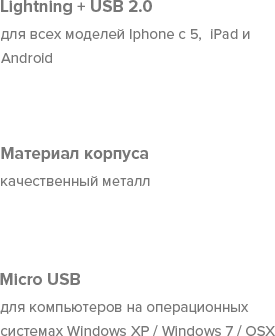 Lightning + USB 2.0
для всех моделей Iphone с 5, iPad и
Android
Материал корпуса
качественный металл
Micro USB
для компьютеров на операционных
системах Windows XP / Windows 7 / OSX